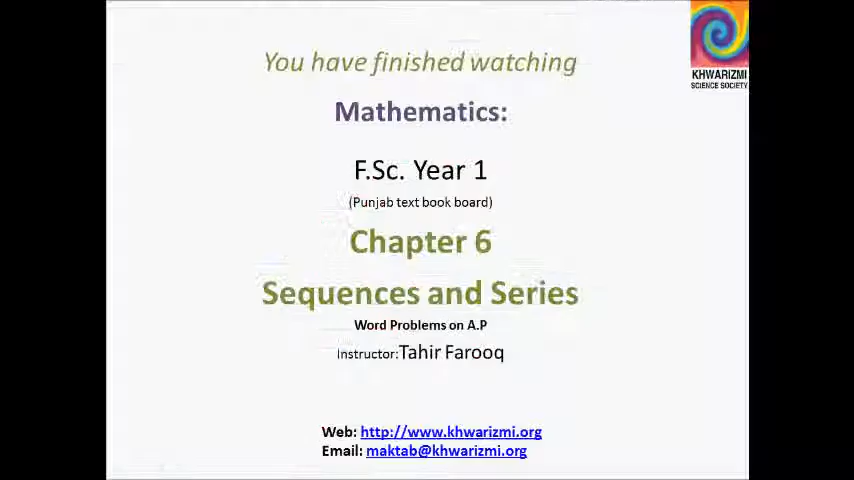 KHWARIZMI
SCIENCE SOCIETY
You have finished watching
Mathematics:
F.Sc. Year 1
(Punjab text book board)
Chapter 6
Sequences and Series
Word Problems on A.P
Instructor:Tahir Farooq
Web: http://www.khwarizmi.org
Email: maktab@khwarizmi.org